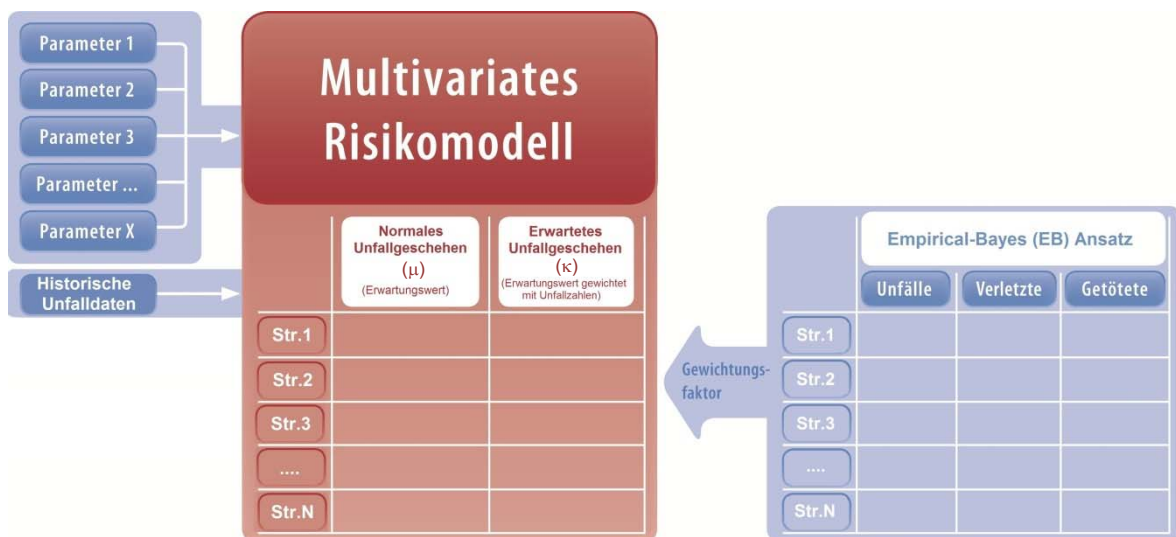 Parameter 1
Parameter 2
Parameter 3
Parameter ...
Parameter X
Historische
Unfalldaten
Multivariates
Risikomodell
Normales
Unfallgeschehen
(μ)
(Erwartungswert)
Erwartetes
Unfallgeschehen
(κ)
(Erwartungswert gewichtet
mit Unfallzahlen)
Str.1
Str.2
Str.3
....
Str.N
Gewichtungs-
faktor
Empirical-Bayes (EB) Ansatz
Unfälle Verletzte Getötete
Str.1
Str.2
Str.3
....
Str.N